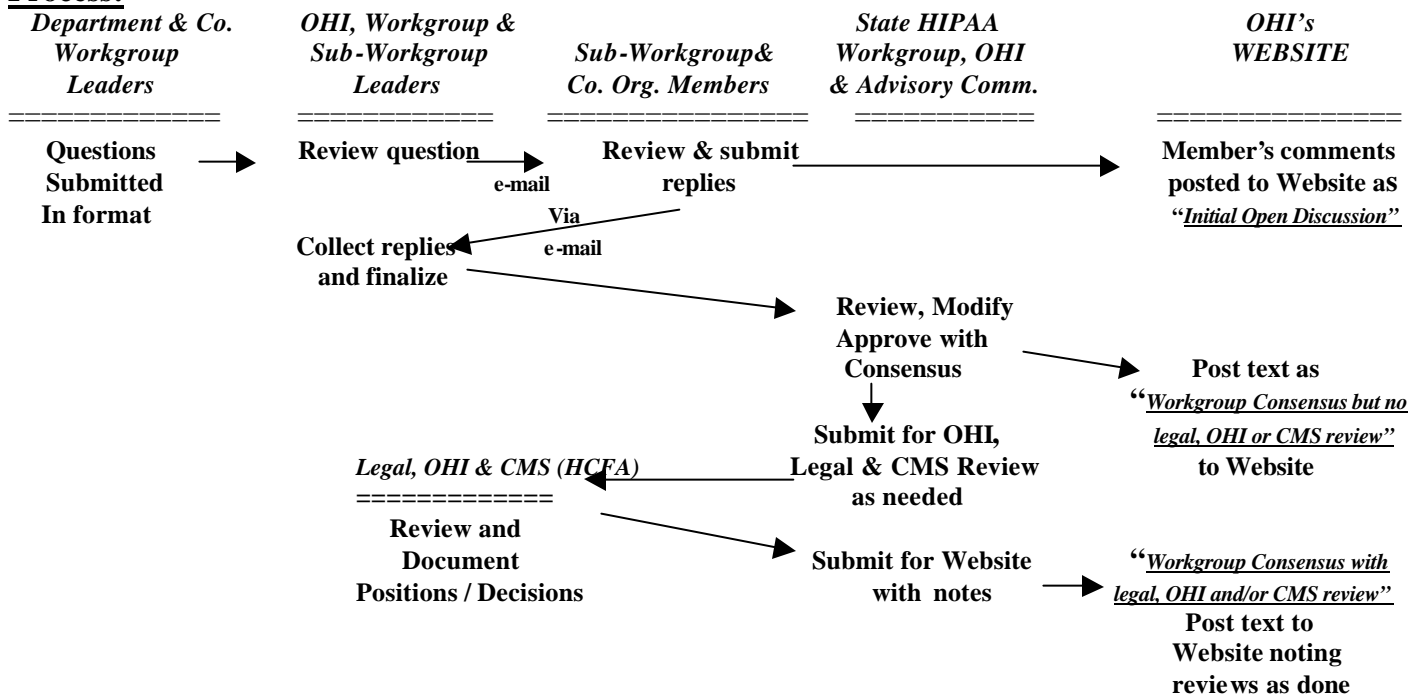 Process:
Department & Co. Workgroup Leaders
OHI, Workgroup & Sub-Workgroup Leaders
Sub-Workgroup& Co. Org. Members
State HIPAA Workgroup, OHI & Advisory Comm.
OHI's WEBSITE
============= ============ ================ =========== ===============
Questions
Submitted
In format
Review question
e-mail
Review & submit
replies
Member's comments
posted to Website as
“Initial Open Discussion”
Via
e-mail
Collect replies
and finalize
Review, Modify
Approve with
Consensus
Post text as
“Workgroup Consensus but no
legal, OHI or CMS review”
to Website
Submit for OHI,
Legal & CMS Review
as needed
Legal, OHI & CMS (HCFA)
=============
Review and
Document
Positions / Decisions
Submit for Website
with notes
“Workgroup Consensus with
legal, OHI and/or CMS review”
Post text to
Website noting
reviews as done